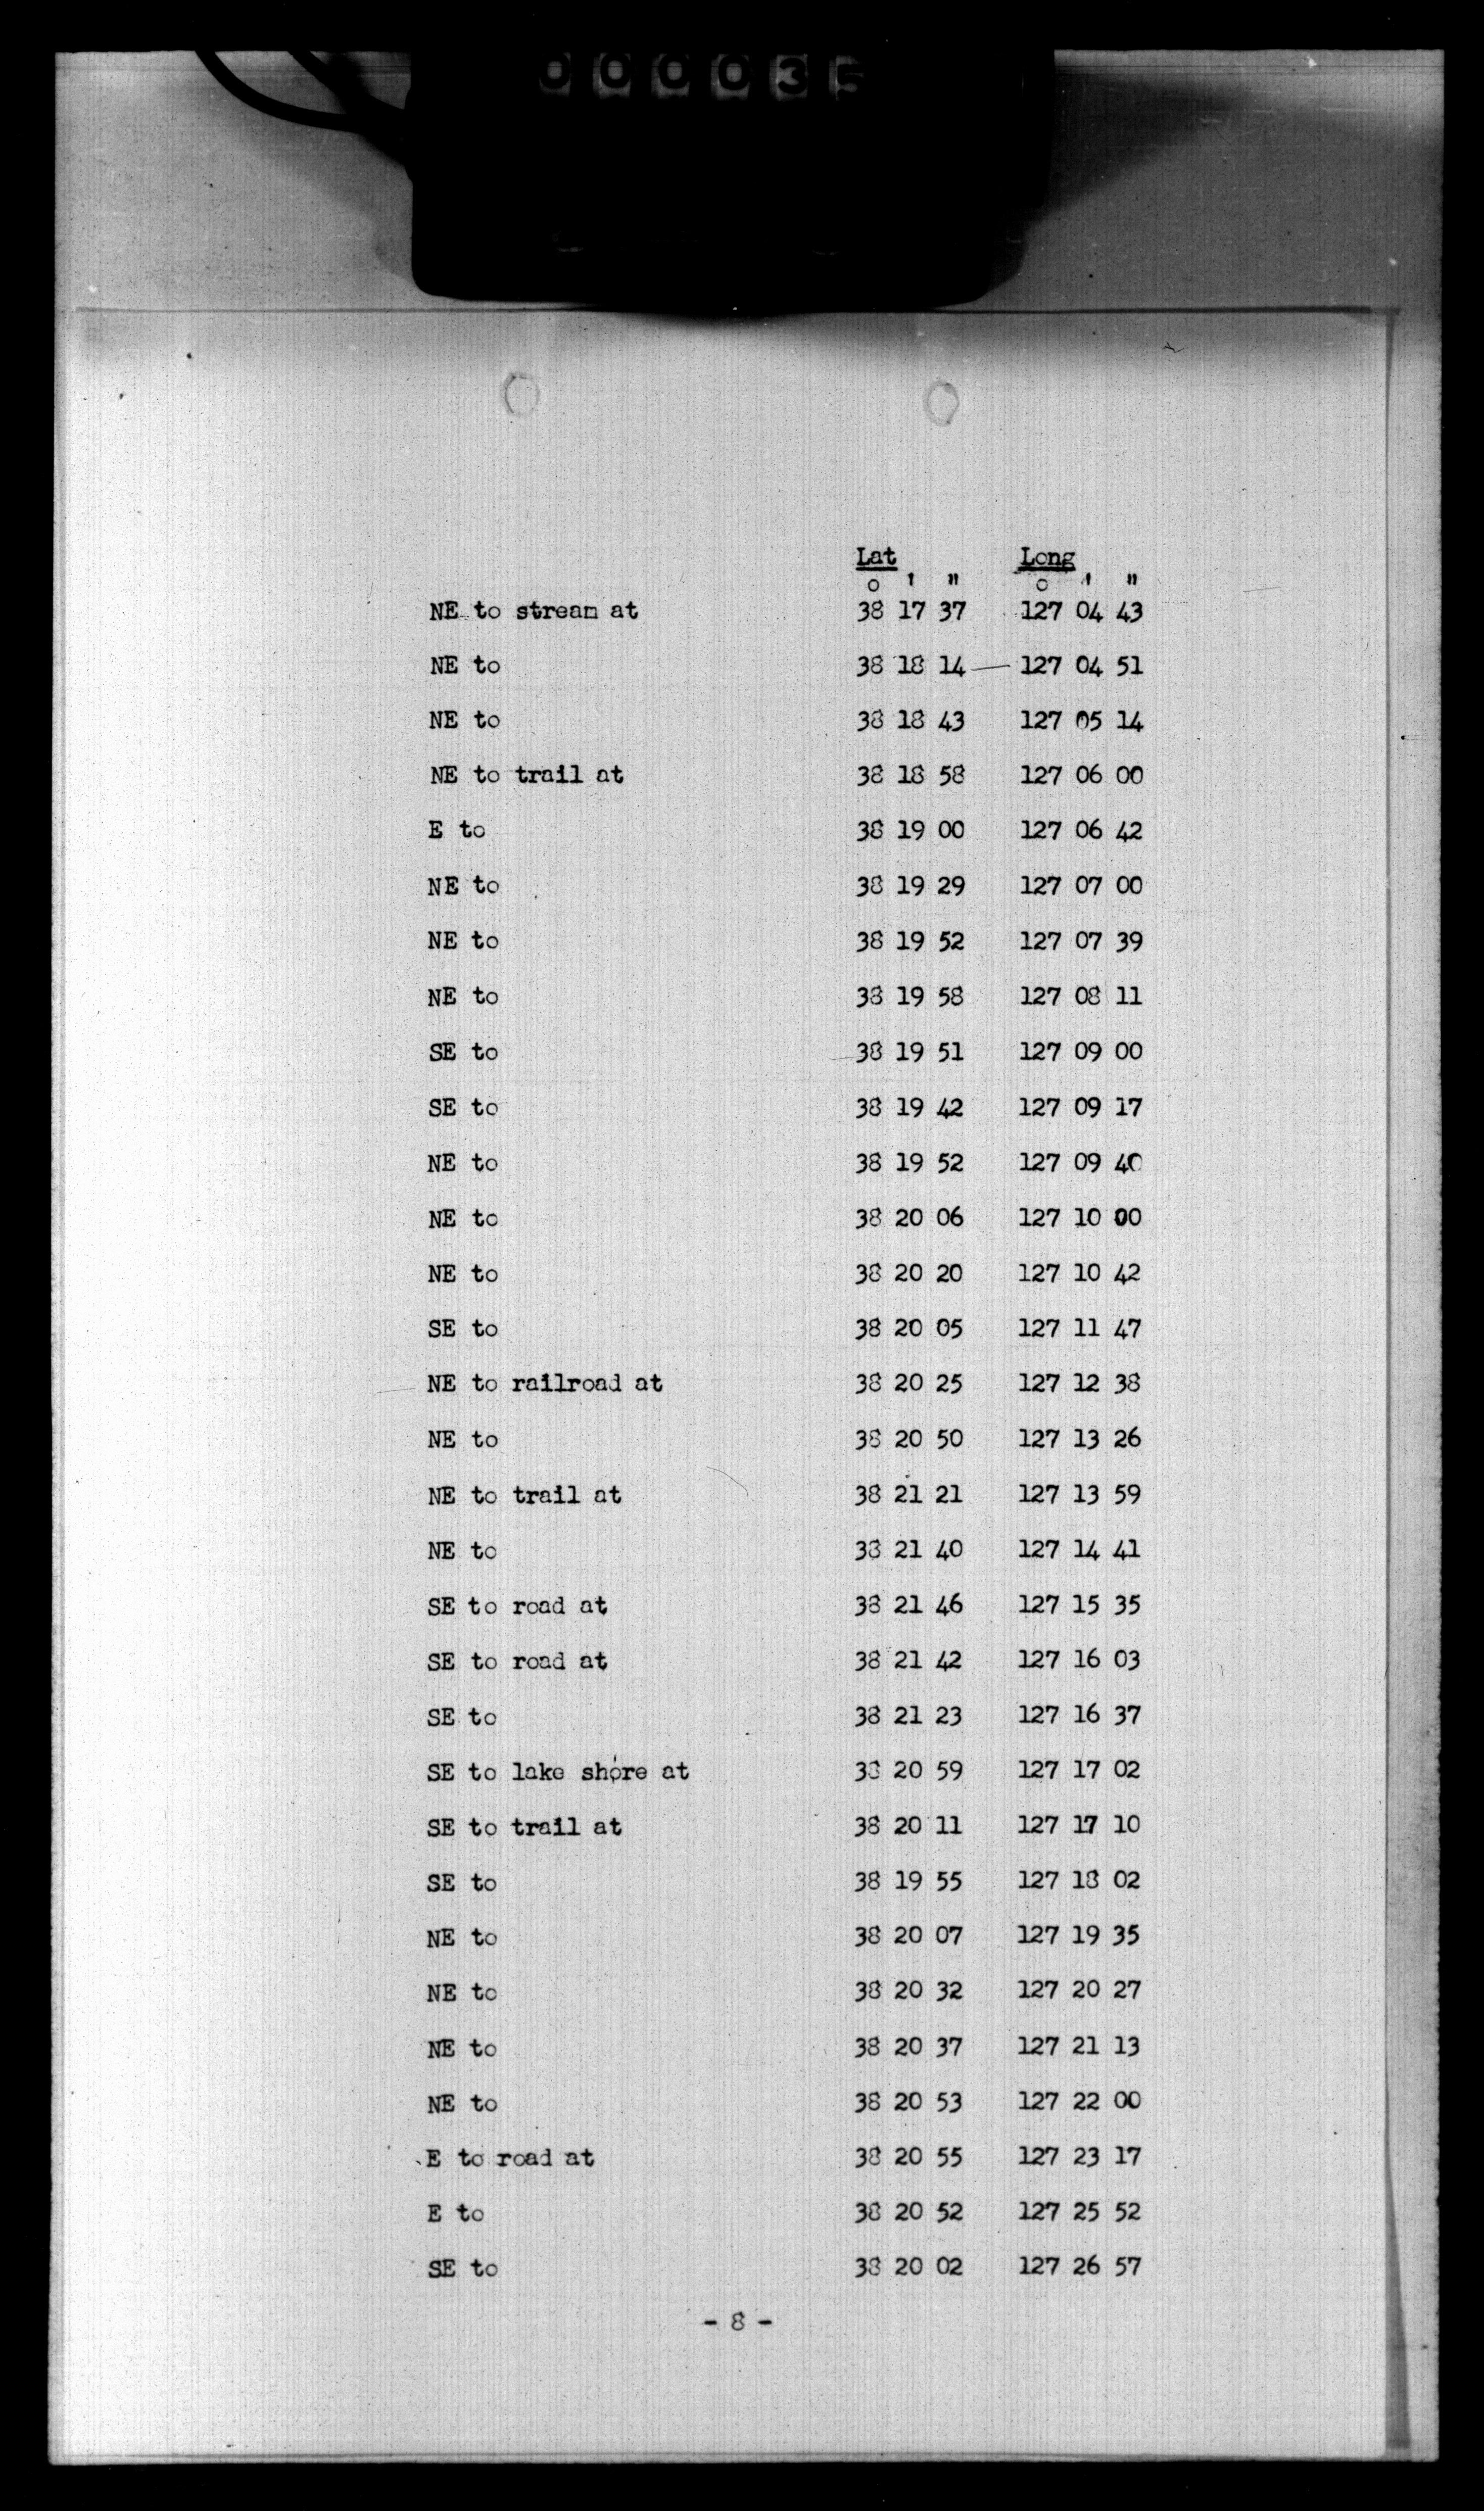 000035
Lat Long
o ' " o ' "
NE to stream at 38 17 37 127 04 43
NE to 38 18 14 127 04 51
NE to 38 18 43 127 05 14
NE to trail at 38 18 58 127 06 00
E to 38 19 00 127 06 42
NE to 38 19 29 127 07 00
NE to 38 19 52 127 07 39
NE to 38 19 58 127 08 11
SE to 38 19 51 127 09 00
SE to 38 19 42 127 09 17
NE to 38 19 52 127 09 40
NE to 38 20 06 127 10 00
NE to 38 20 20 127 10 42
SE to 38 20 05 127 11 47
NE to railroad at 38 20 25 127 12 38
NE to 38 20 50 127 13 26
NE to trail at 38 21 21 127 13 59
NE to 38 21 40 127 14 41
SE to road at 38 21 46 127 15 35
SE to road at 38 21 42 127 16 03
SE to 38 21 23 127 16 37
SE to lake shore at 38 20 59 127 17 02
SE to trail at 38 20 11 127 17 10
SE to 38 19 55 127 18 02
NE to 38 20 07 127 19 35
NE to 38 20 32 127 20 27
NE to 38 20 37 127 21 13
NE to 38 20 53 127 22 00
E to road at 38 20 55 127 23 17
E to 38 20 52 127 25 52
SE to 38 20 02 127 26 57
- 8 -